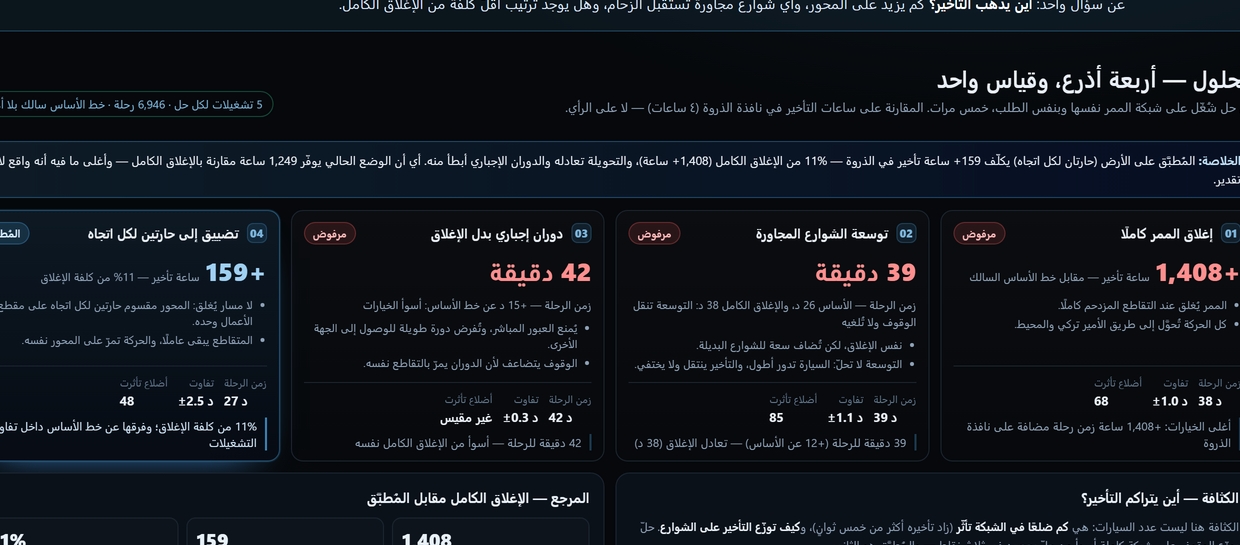 عن سؤال واحد: أين يذهب التأخير؟ كم يزيد على المحور، وأي شوارع مجاورة تستقبل الزحام، وهل يوجد ترتيب أقل كلفة من الإغلاق الكامل.
حلول — أربعة أذرع، وقياس واحد
حل شُغّل على شبكة الممر نفسها وبنفس الطلب، خمس مرات. المقارنة على ساعات التأخير في نافذة الذروة (٤ ساعات) — لا على الرأي.
5 تشغيلات لكل حل · 6,946 رحلة · خط الأساس سالك بلا
الخلاصة: المُطبّق على الأرض (حارتان لكل اتجاه) يكلّف 159+ ساعة تأخير في الذروة — %11 من الإغلاق الكامل (1,408+ ساعة)، والتحويلة تعادله والدوران الإجباري أبطأ منه. أي أن الوضع الحالي يوفّر 1,249 ساعة مقارنة بالإغلاق الكامل — وأغلى ما فيه أنه واقع لا
تقدير.
01 إغلاق الممر كاملًا
مرفوض
1,408+ ساعة تأخير — مقابل خط الأساس السالك
• الممر يُغلق عند التقاطع المزدحم كاملًا.
• كل الحركة تُحوَّل إلى طريق الأمير تركي والمحيط.
زمن الرحلة تفاوت أضلاع تأثرت
38 د ±1.0 د 68
أغلى الخيارات: +1,408 ساعة زمن رحلة مضافة على نافذة
الذروة
02 توسعة الشوارع المجاورة
مرفوض
39 دقيقة
زمن الرحلة — الأساس 26 د، والإغلاق الكامل 38 د: التوسعة تنقل
الوقوف ولا تُلغيه
• نفس الإغلاق، لكن تُضاف سعة للشوارع البديلة.
• التوسعة لا تحلّ: السيارة تدور أطول، والتأخير ينتقل ولا يختفي.
زمن الرحلة تفاوت أضلاع تأثرت
39 د ±1.1 د 85
39 دقيقة للرحلة (+12 عن الأساس) — تعادل الإغلاق (38 د)
03 دوران إجباري بدل الإغلاق
مرفوض
42 دقيقة
زمن الرحلة — +15 د عن خط الأساس: أسوأ الخيارات
• يُمنع العبور المباشر، وتُفرض دورة طويلة للوصول إلى الجهة
الأخرى.
• الوقوف يتضاعف لأن الدوران يمرّ بالتقاطع نفسه.
زمن الرحلة تفاوت أضلاع تأثرت
42 د ±0.3 د غير مقيس
42 دقيقة للرحلة — أسوأ من الإغلاق الكامل نفسه
04 تضييق إلى حارتين لكل اتجاه
159+ ساعة تأخير — %11 من كلفة الإغلاق
• لا مسار يُغلق: المحور مقسوم حارتين لكل اتجاه على مقطع
الأعمال وحده.
• المتقاطع يبقى عاملًا، والحركة تمرّ على المحور نفسه.
زمن الرحلة تفاوت أضلاع تأثرت
27 د ±2.5 د 48
11% من كلفة الإغلاق؛ وفرقها عن خط الأساس داخل
التشغيلات
الكثافة — أين يتراكم التأخير؟
الكثافة هنا ليست عدد السيارات: هي كم ضلعًا في الشبكة تأثّر (زاد تأخيره أكثر من خمس ثوانٍ)، وكيف توزّع التأخير على الشوارع. حلّ
المرجع — الإغلاق الكامل مقابل المُطبّق
1,408
159